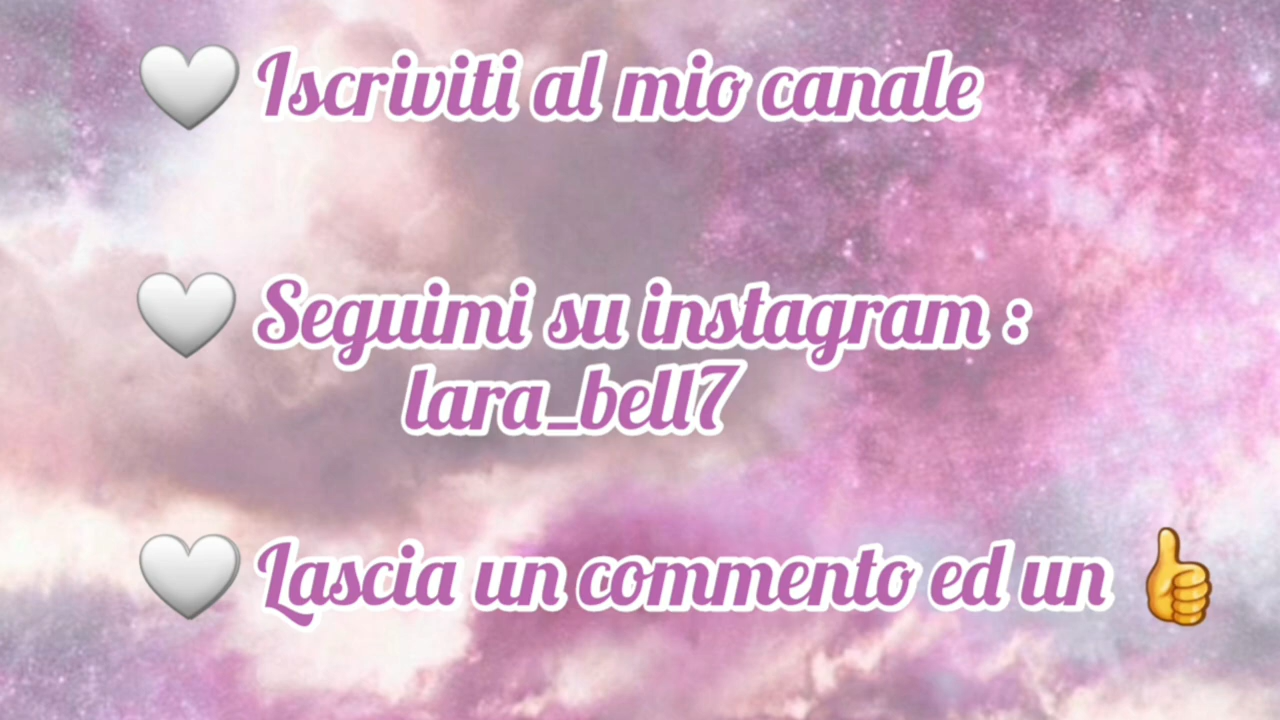 🤍 Iscriviti al mio canale
🤍 Seguimi su instagram :
lara_bell7
🤍 Lascia un commento ed un 👍